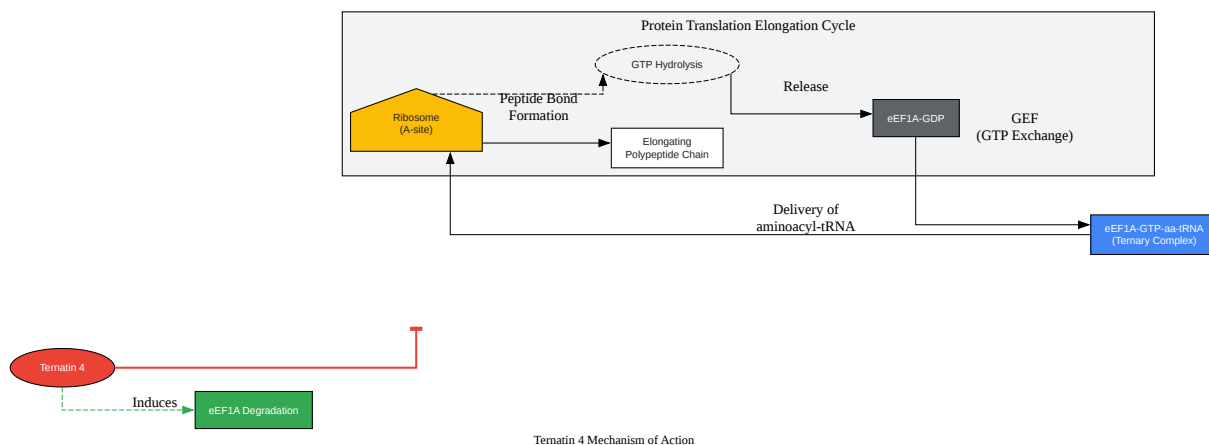 Protein Translation Elongation Cycle
GTP Hydrolysis
Release
Peptide Bond
Formation
Ribosome
(A-site)
eEF1A-GDP
GEF
(GTP Exchange)
Elongating
Polypeptide Chain
Delivery of
aminoacyl-tRNA
eEF1A-GTP-aa-tRNA
(Ternary Complex)
Ternatin 4
Induces
eEF1A Degradation
Ternatin 4 Mechanism of Action